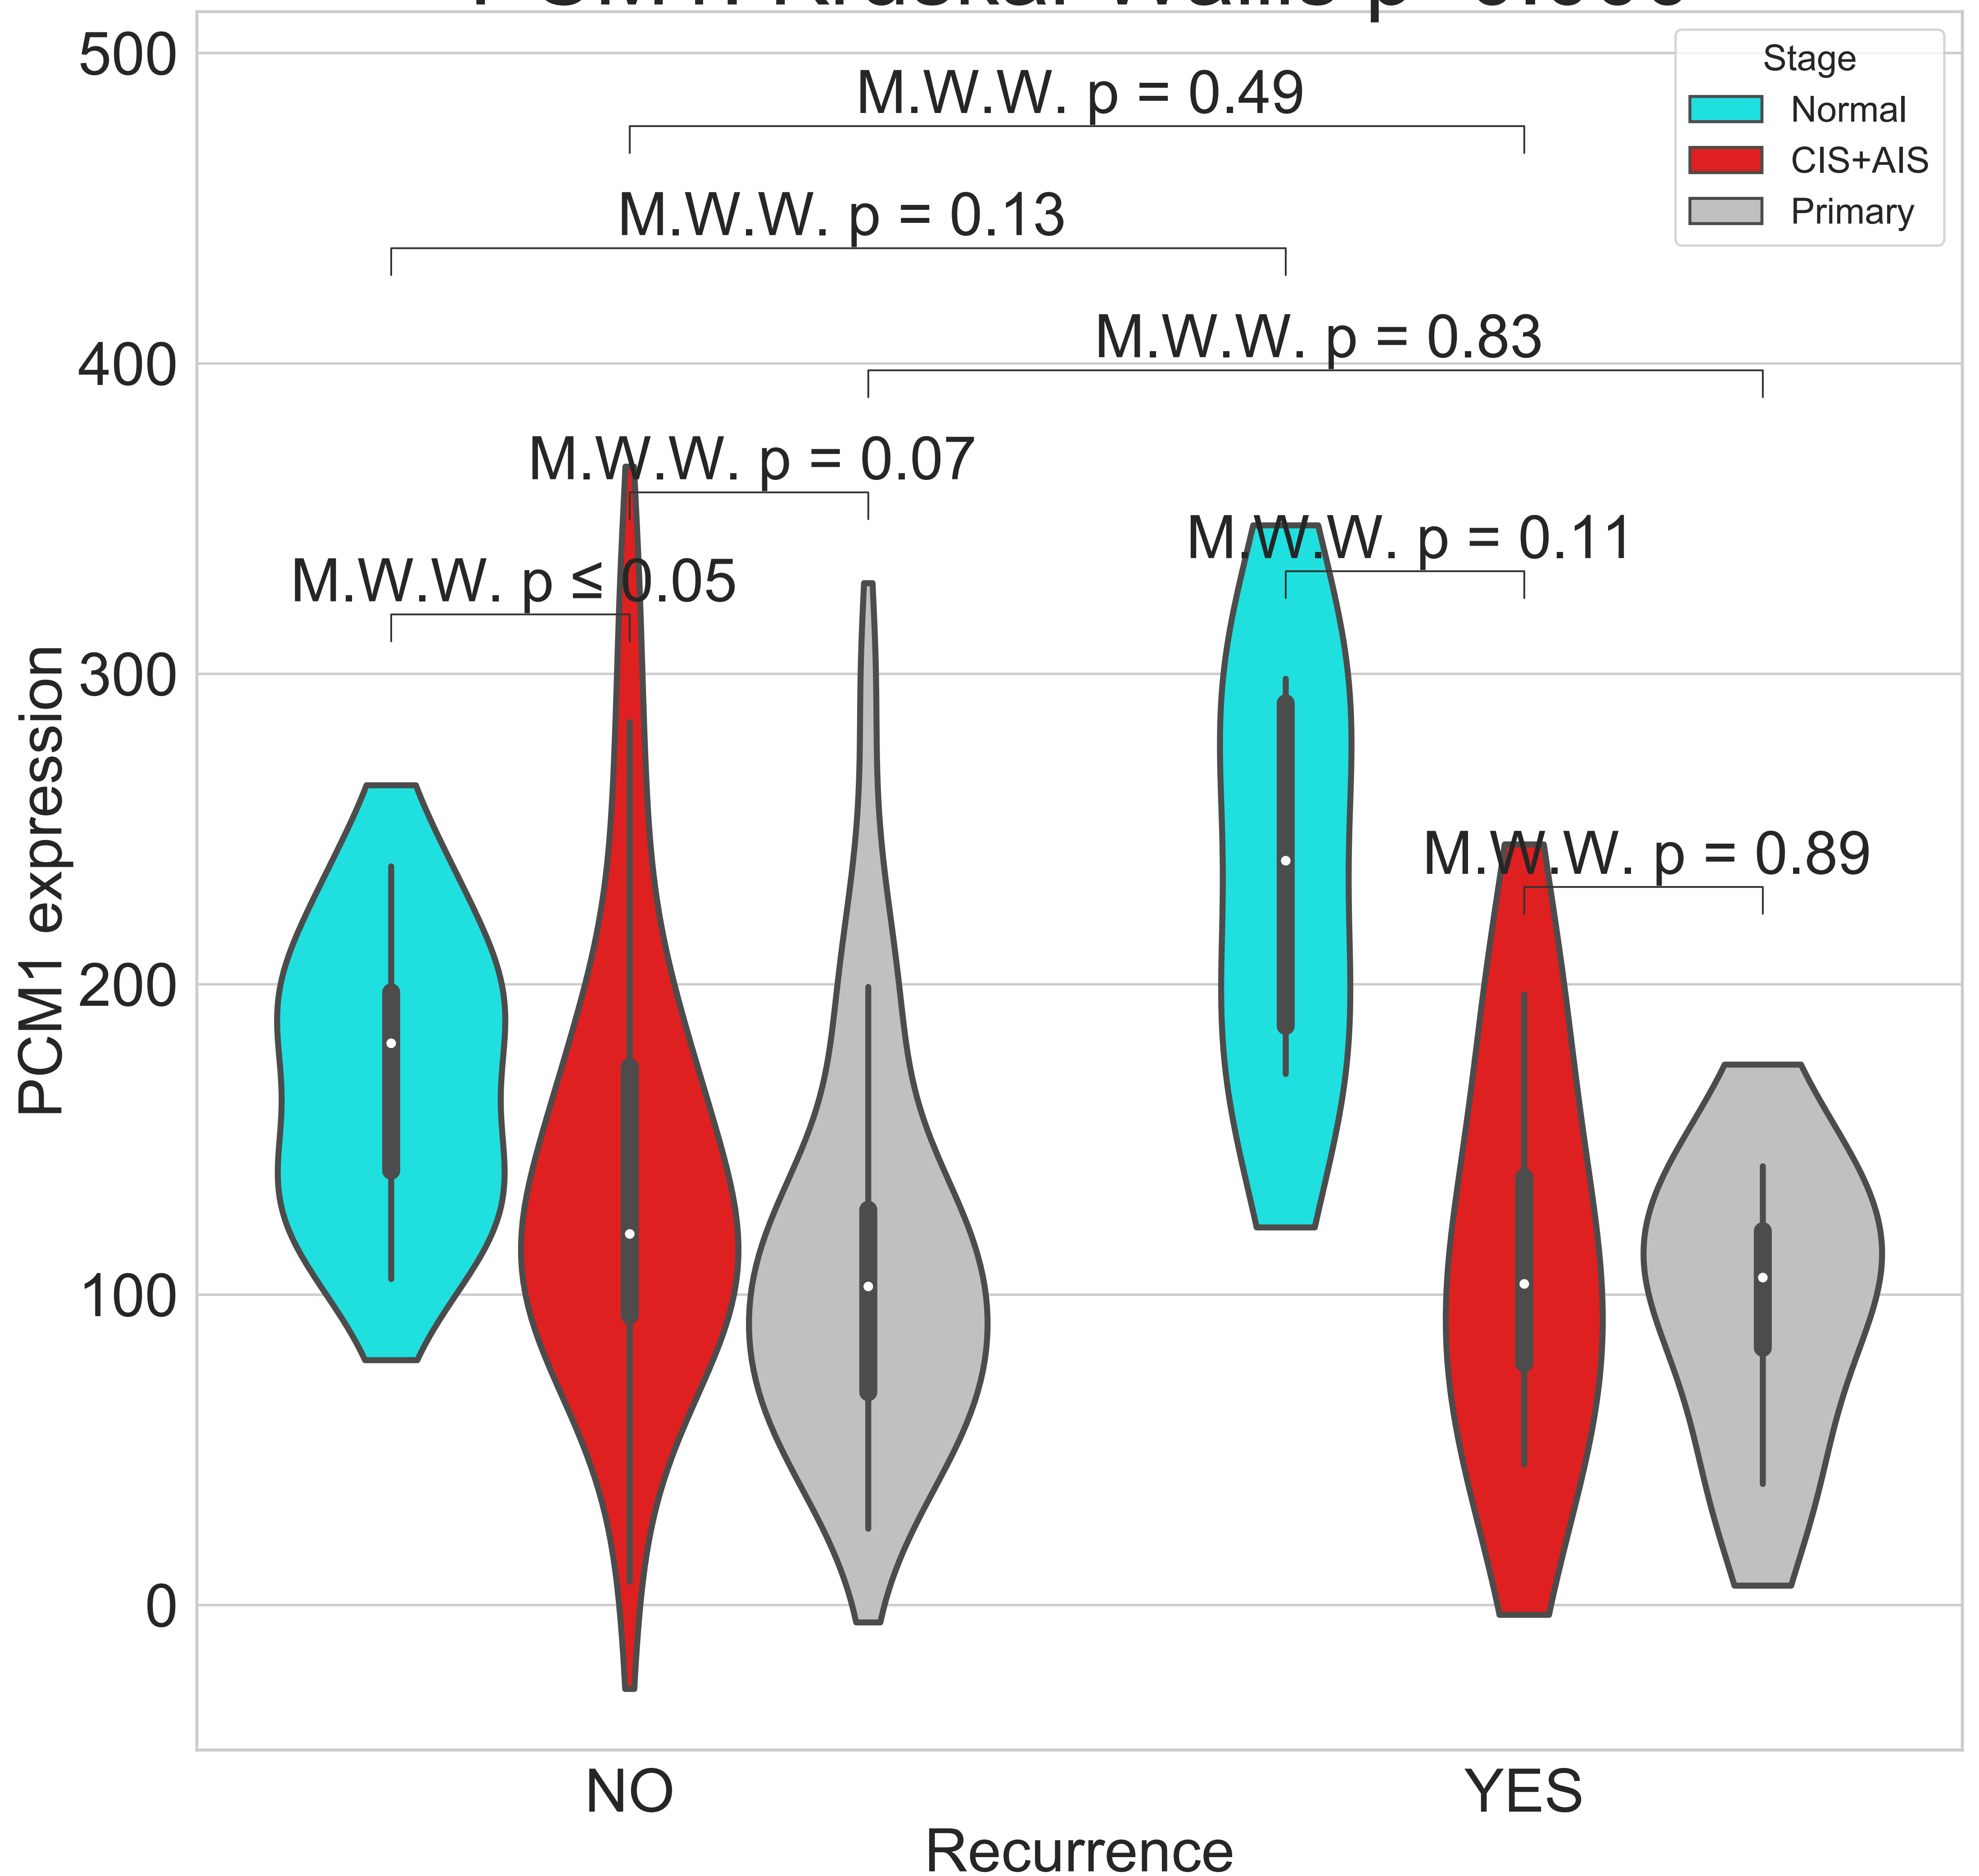 500
400
300
200
100
0
PCM1 expression
M.W.W. p = 0.49
M.W.W. p = 0.13
M.W.W. p = 0.83
M.W.W. p = 0.07
M.W.W. p = 0.11
M.W.W. p ≤ 0.05
M.W.W. p = 0.89
Stage
Normal
CIS+AIS
Primary
NO
YES
Recurrence